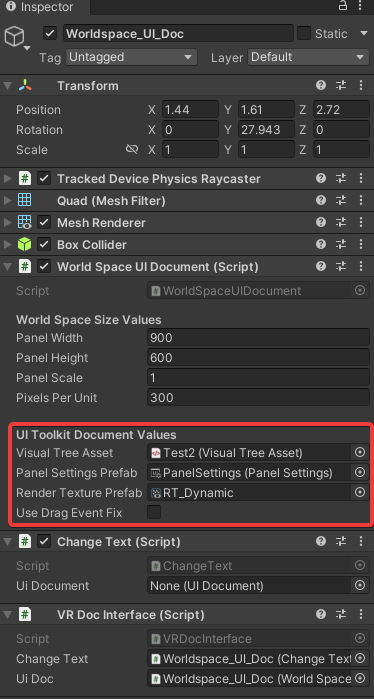 Inspector
Worldspace_UI_Doc Static
Tag Untagged Layer Default
Transform
Position X 1.44 Y 1.61 Z 2.72
Rotation X 0 Y 27.943 Z 0
Scale X 1 Y 1 Z 1
Tracked Device Physics Raycaster
Quad (Mesh Filter)
Mesh Renderer
Box Collider
World Space UI Document (Script)
Script WorldSpaceUIDocument
World Space Size Values
Panel Width 900
Panel Height 600
Panel Scale 1
Pixels Per Unit 300
UI Toolkit Document Values
Visual Tree Asset Test2 (Visual Tree Asset)
Panel Settings Prefab PanelSettings (Panel Settings)
Render Texture Prefab RT_Dynamic
Use Drag Event Fix
Change Text (Script)
Script ChangeText
Ui Document None (UI Document)
VR Doc Interface (Script)
Script VRDocInterface
Change Text Worldspace_UI_Doc (Change Text
Ui Doc Worldspace_UI_Doc (World Space